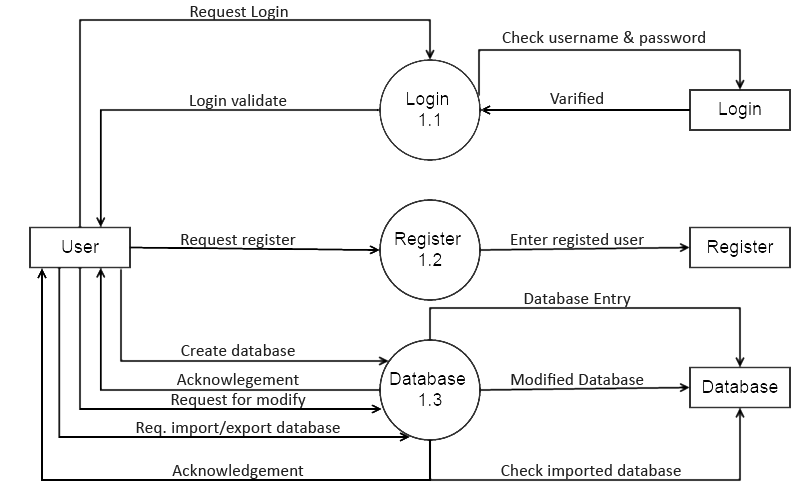 Request Login
Check username & password
Login
1.1
Login validate
Varified
Login
User
Request register
Register
1.2
Enter registed user
Register
Database Entry
Create database
Acknowlegement
Database
1.3
Modified Database
Database
Request for modify
Req. import/export database
Acknowledgement
Check imported database